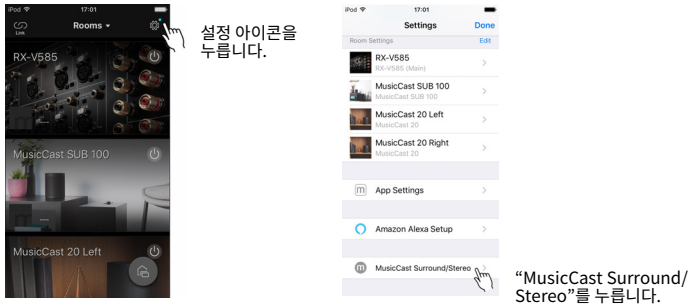 iPod 17:01
Link
Rooms
RX-V585
MusicCast SUB 100
MusicCast 20 Left
설정 아이콘을
누릅니다.
iPod 17:01
Settings Done
Room Settings Edit
RX-V585
RX-V585 (Main)
MusicCast SUB 100
MusicCast SUB 100
MusicCast 20 Left
MusicCast 20
MusicCast 20 Right
MusicCast 20
App Settings
Amazon Alexa Setup
MusicCast Surround/Stereo
“MusicCast Surround/
Stereo”를 누릅니다.